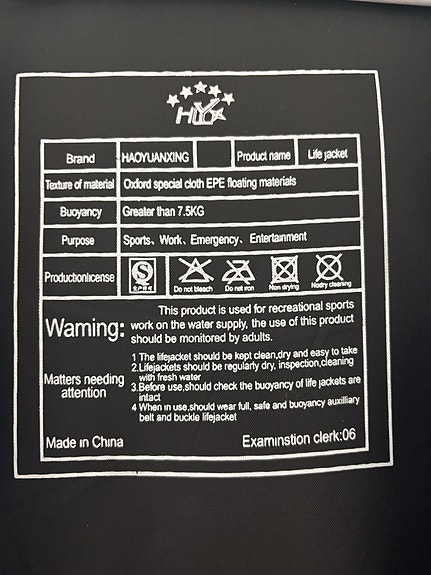 HYX
Brand HAOYUANXING Product name Life jacket
Texture of material Oxford special cloth EPE floating materials
Buoyancy Greater than 7.5KG
Purpose Sports、Work、Emergency、Entertainment
Productionlicense
Do not bleach Do not iron Non drying Nodry cleaning
Waming:
This product is used for recreational sports
work on the water supply, the use of this product
should be monitored by adults.
Matters needing
attention
1 The lifejacket should be kept clean,dry and easy to take
2.Lifejackets should be regularly dry, inspection,cleaning
with fresh water
3.Before use,should check the buoyancy of life jackets are
intact
4 When in use,should wear full, safe and buoyancy auxilliary
belt and buckle lifejacket
Made in China Examinstion clerk:06